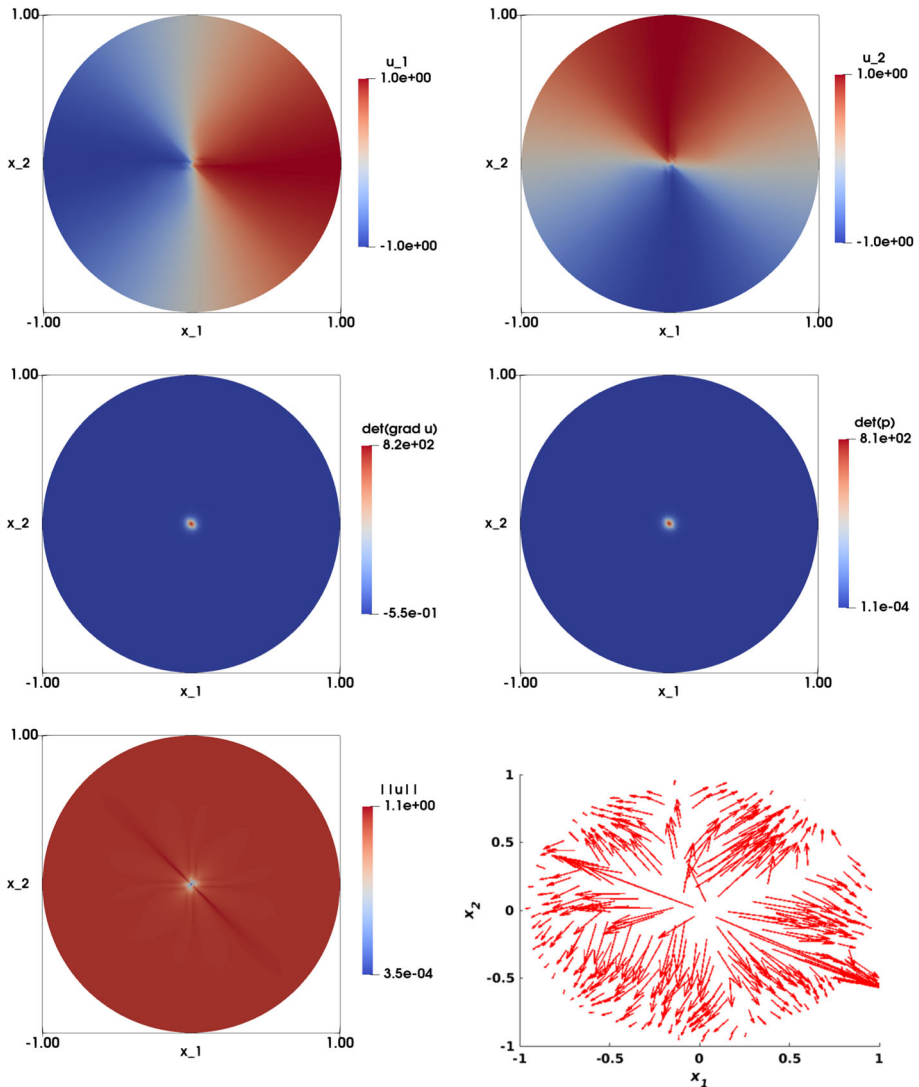 1.00
u_1
1.0e+00
x_2
-1.0e+00
-1.00
1.00
x_1
1.00
u_2
1.0e+00
x_2
-1.0e+00
-1.00
1.00
x_1
1.00
det(grad u)
8.2e+02
x_2
-5.5e-01
-1.00
1.00
x_1
1.00
det(p)
8.1e+02
x_2
1.1e-04
-1.00
1.00
x_1
1.00
||u||
1.1e+00
x_2
3.5e-04
-1.00
1.00
x_1
1
0.5
x2
0
-0.5
-1
-1
-0.5
0
0.5
1
x1